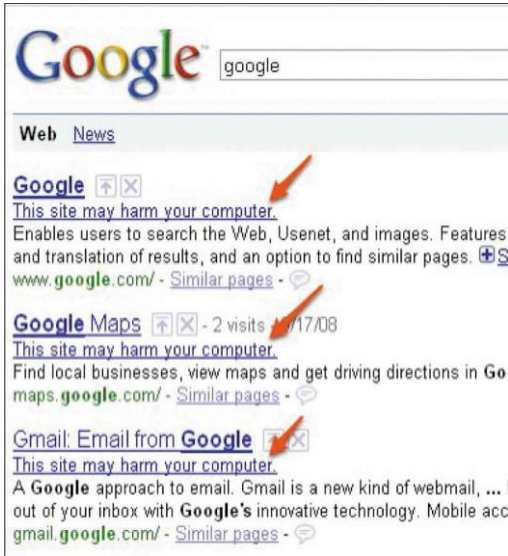 Google™
google
Web News
Google
This site may harm your computer.
Enables users to search the Web, Usenet, and images. Features
and translation of results, and an option to find similar pages.
www.google.com/ - Similar pages -
Google Maps - 2 visits - /17/08
This site may harm your computer.
Find local businesses, view maps and get driving directions in Go
maps.google.com/ - Similar pages -
Gmail: Email from Google
This site may harm your computer.
A Google approach to email. Gmail is a new kind of webmail, ...
out of your inbox with Google's innovative technology. Mobile acc
gmail.google.com/ - Similar pages -